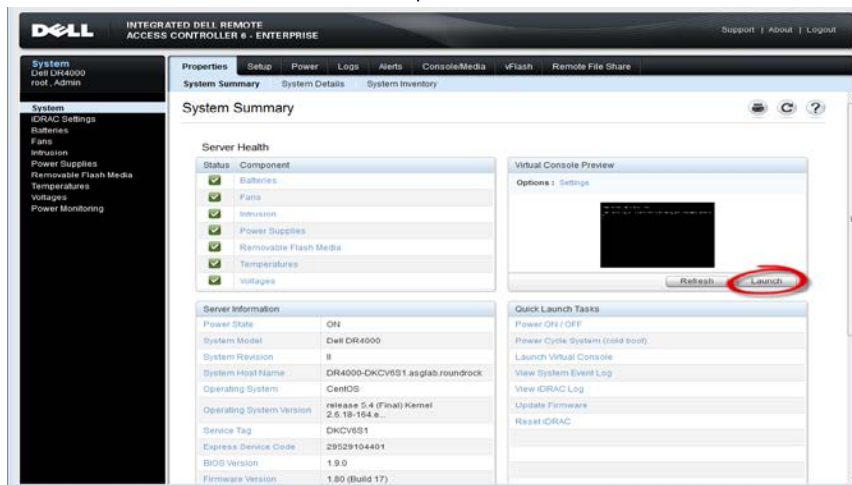 DELL
INTEGRATED DELL REMOTE
ACCESS CONTROLLER 6 - ENTERPRISE
Support | About | Logout
System
Dell DR4000
root , Admin
Properties Setup Power Logs Alerts Console/Media vFlash Remote File Share
System Summary System Details System Inventory
System
iDRAC Settings
Batteries
Fans
Intrusion
Power Supplies
Removable Flash Media
Temperatures
Voltages
Power Monitoring
System Summary
Server Health
Status Component
Batteries
Fans
Intrusion
Power Supplies
Removable Flash Media
Temperatures
Voltages
Virtual Console Preview
Options : Settings
Refresh Launch
Server Information
Power State ON
System Model Dell DR4000
System Revision II
System Host Name DR4000-DKCV6S1.asglab.roundrock
Operating System CentOS
Operating System Version release 5.4 (Final) Kernel
2.6.18-164.e...
Service Tag DKCV6S1
Express Service Code 29529104401
BIOS Version 1.9.0
Firmware Version 1.80 (Build 17)
Quick Launch Tasks
Power ON / OFF
Power Cycle System (cold boot)
Launch Virtual Console
View System Event Log
View iDRAC Log
Update Firmware
Reset iDRAC